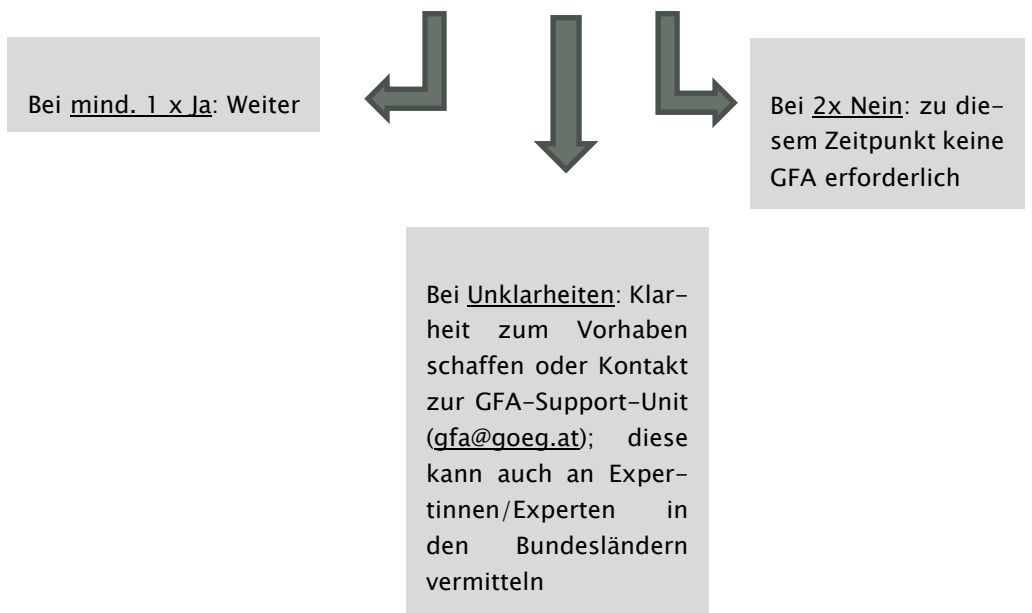 Bei mind. 1 x Ja: Weiter
Bei 2x Nein: zu die-
sem Zeitpunkt keine
GFA erforderlich
Bei Unklarheiten: Klar-
heit zum Vorhaben
schaffen oder Kontakt
zur GFA-Support-Unit
(gfa@goeg.at); diese
kann auch an Exper-
tinnen/Experten in
den Bundesländern
vermitteln